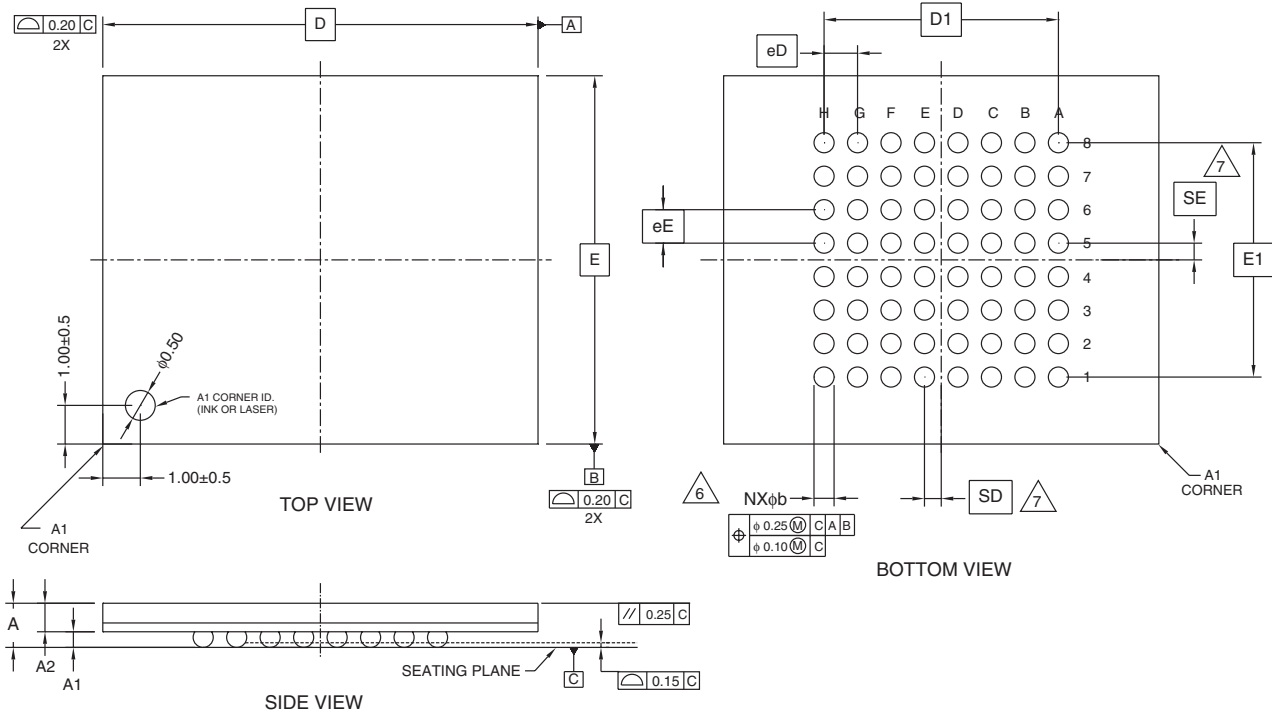 ⌓ 0.20 C
2X
D
A
E
1.00±0.5
ϕ0.50
A1 CORNER ID.
(INK OR LASER)
1.00±0.5
TOP VIEW
A1
CORNER
B
⌓ 0.20 C
2X
D1
eD
H G F E D C B A
8
7
6
5
4
3
2
1
7
SE
eE
E1
6
NXϕb
⌖ ϕ 0.25 Ⓜ C A B
ϕ 0.10 Ⓜ C
SD
7
A1
CORNER
BOTTOM VIEW
A
A2
A1
// 0.25 C
SEATING PLANE
C
⌓ 0.15 C
SIDE VIEW